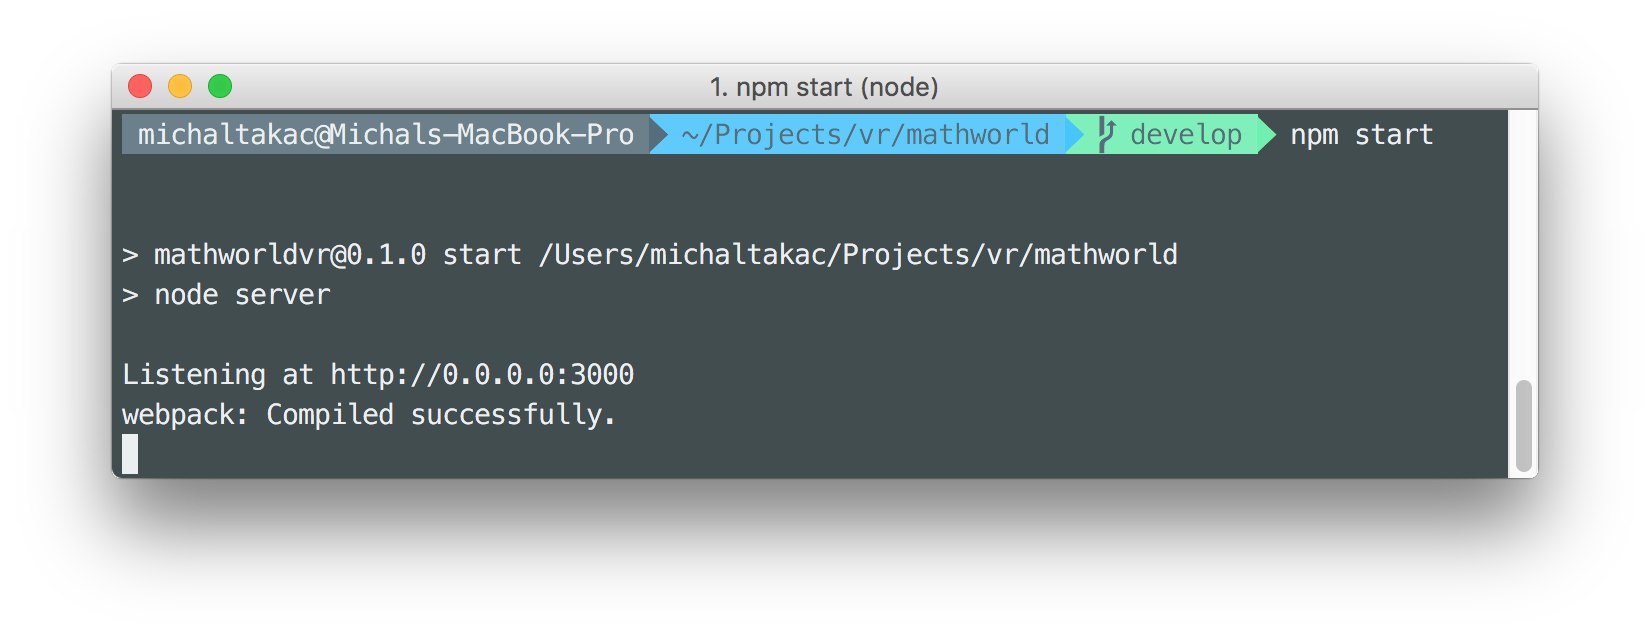 1. npm start (node)
michaltakac@Michals-MacBook-Pro ~/Projects/vr/mathworld develop npm start
> mathworldvr@0.1.0 start /Users/michaltakac/Projects/vr/mathworld
> node server
Listening at http://0.0.0.0:3000
webpack: Compiled successfully.